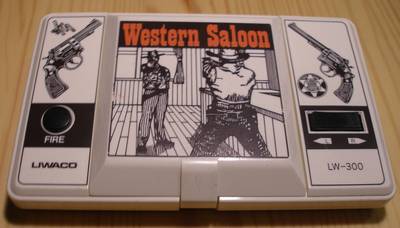 Western Saloon
FIRE
LIWACO
L R
LW-300